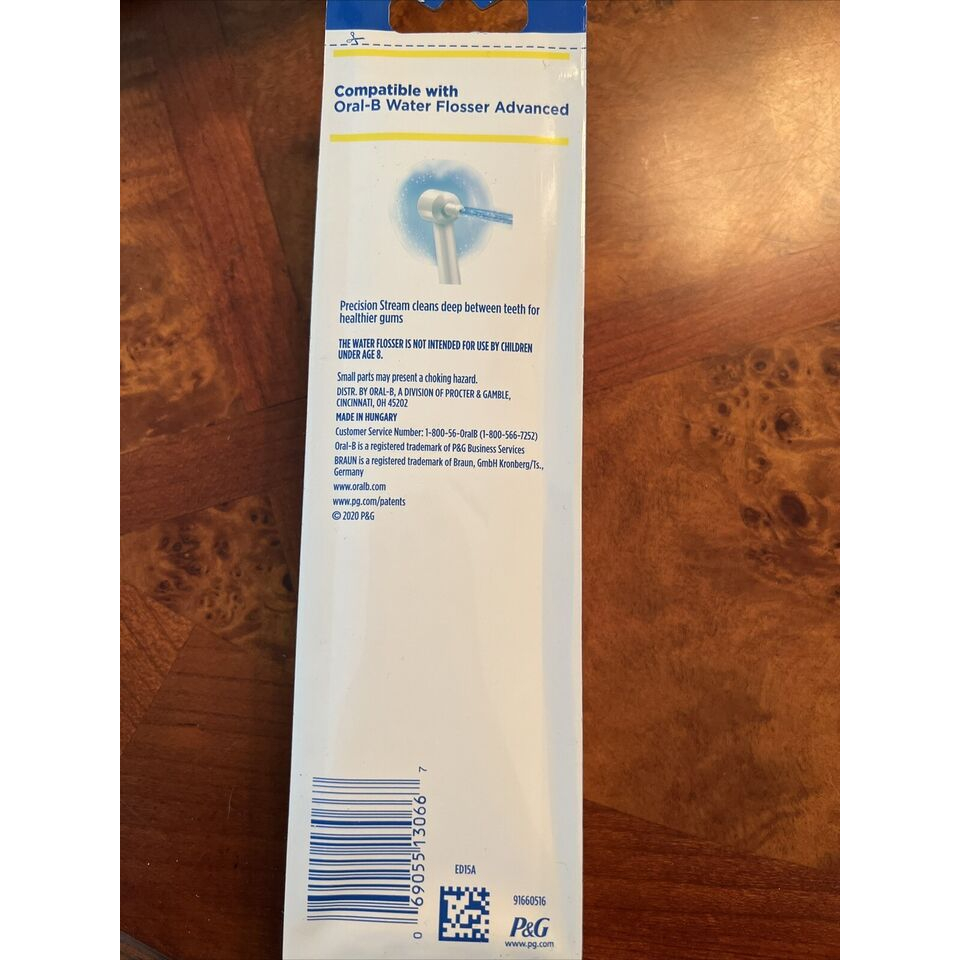 Compatible with
Oral-B Water Flosser Advanced
Precision Stream cleans deep between teeth for
healthier gums
THE WATER FLOSSER IS NOT INTENDED FOR USE BY CHILDREN
UNDER AGE 8.
Small parts may present a choking hazard.
DISTR. BY ORAL-B, A DIVISION OF PROCTER & GAMBLE,
CINCINNATI, OH 45202
MADE IN HUNGARY
Customer Service Number: 1-800-56-OralB (1-800-566-7252)
Oral-B is a registered trademark of P&G Business Services
BRAUN is a registered trademark of Braun, GmbH Kronberg/Ts.,
Germany
www.oralb.com
www.pg.com/patents
© 2020 P&G
0 69055 13066 7
ED15A
91660516
P&G
www.pg.com